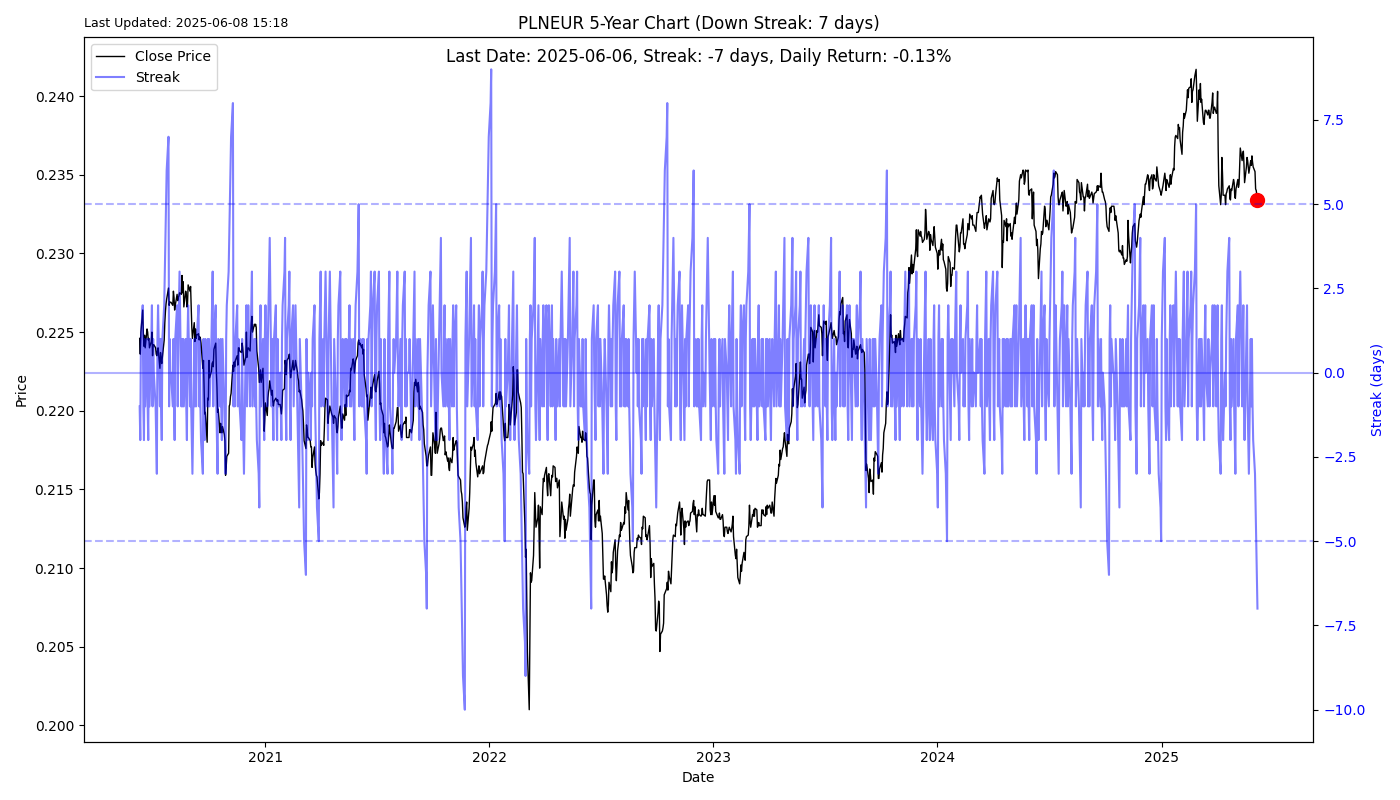 Last Updated: 2025-06-08 15:18
PLNEUR 5-Year Chart (Down Streak: 7 days)
Last Date: 2025-06-06, Streak: -7 days, Daily Return: -0.13%
Close Price
Streak
0.240
0.235
0.230
0.225
0.220
0.215
0.210
0.205
0.200
Price
7.5
5.0
2.5
0.0
−2.5
−5.0
−7.5
−10.0
Streak (days)
2021
2022
2023
2024
2025
Date